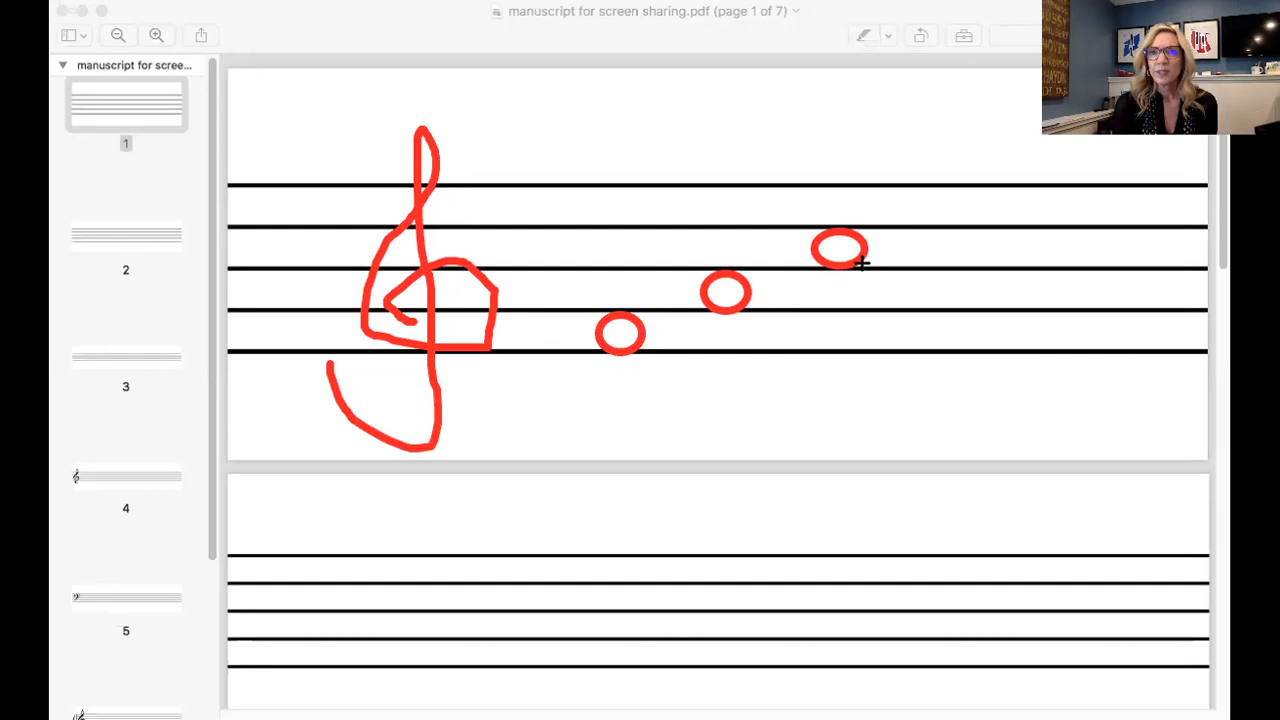 manuscript for screen sharing.pdf (page 1 of 7)
manuscript for scree...
1
2
3
4
5